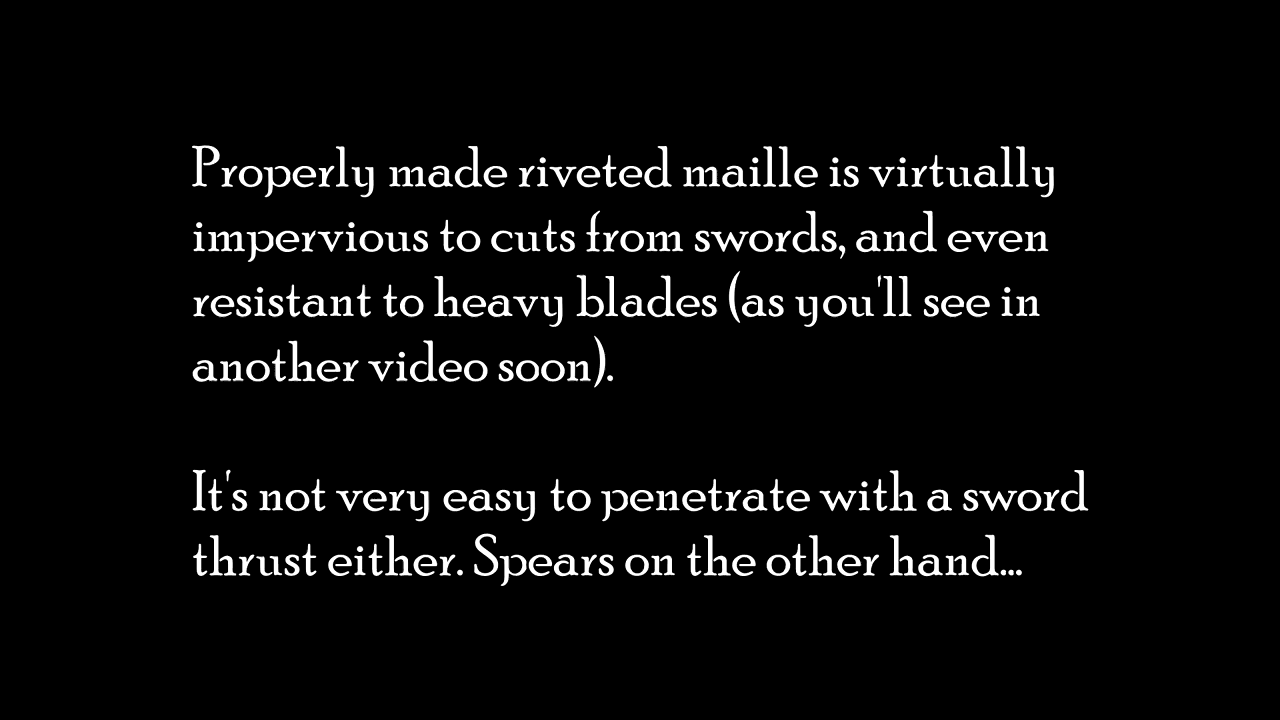 Properly made riveted maille is virtually
impervious to cuts from swords, and even
resistant to heavy blades (as you'll see in
another video soon).
It's not very easy to penetrate with a sword
thrust either. Spears on the other hand...